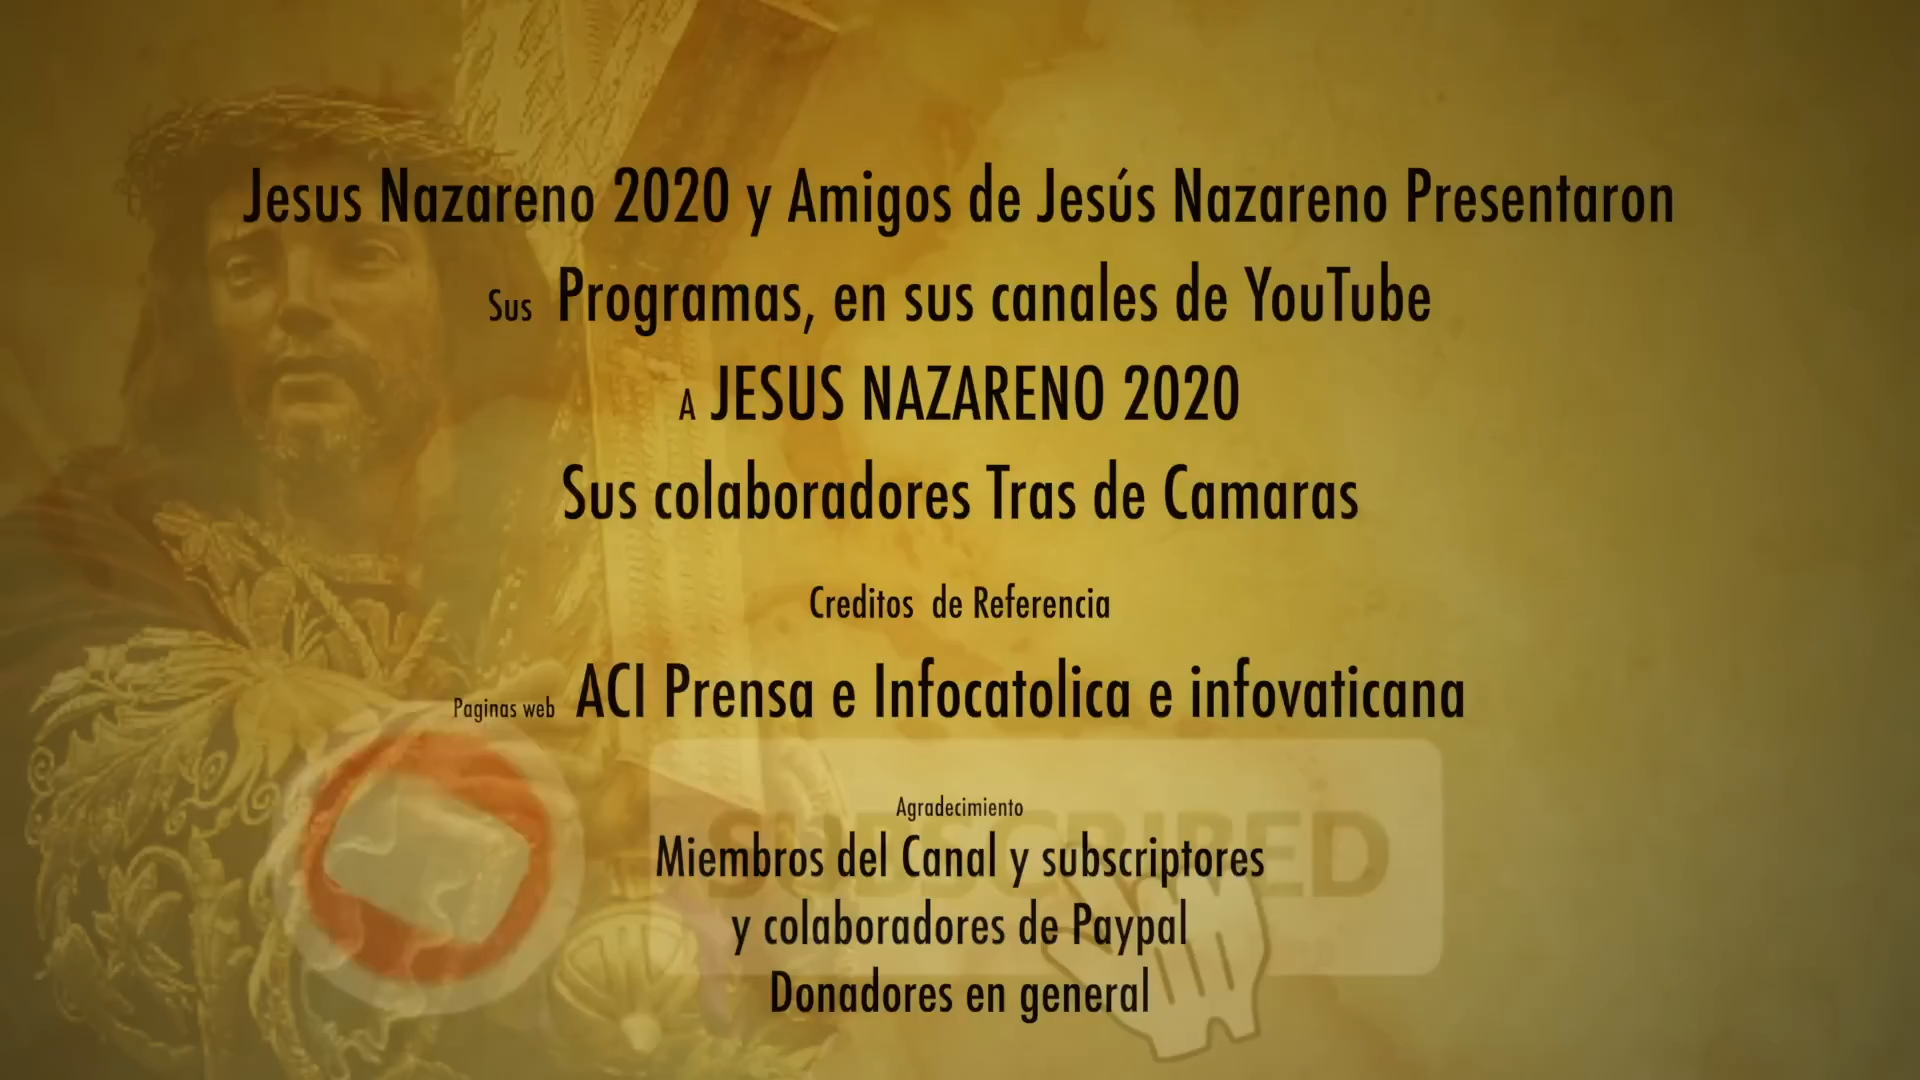 Jesus Nazareno 2020 y Amigos de Jesús Nazareno Presentaron
Sus Programas, en sus canales de YouTube
A JESUS NAZARENO 2020
Sus colaboradores Tras de Camaras
Creditos de Referencia
Paginas web ACI Prensa e Infocatolica e infovaticana
Agradecimiento
SUBSCRIBED
Miembros del Canal y subscriptores
y colaboradores de Paypal
Donadores en general